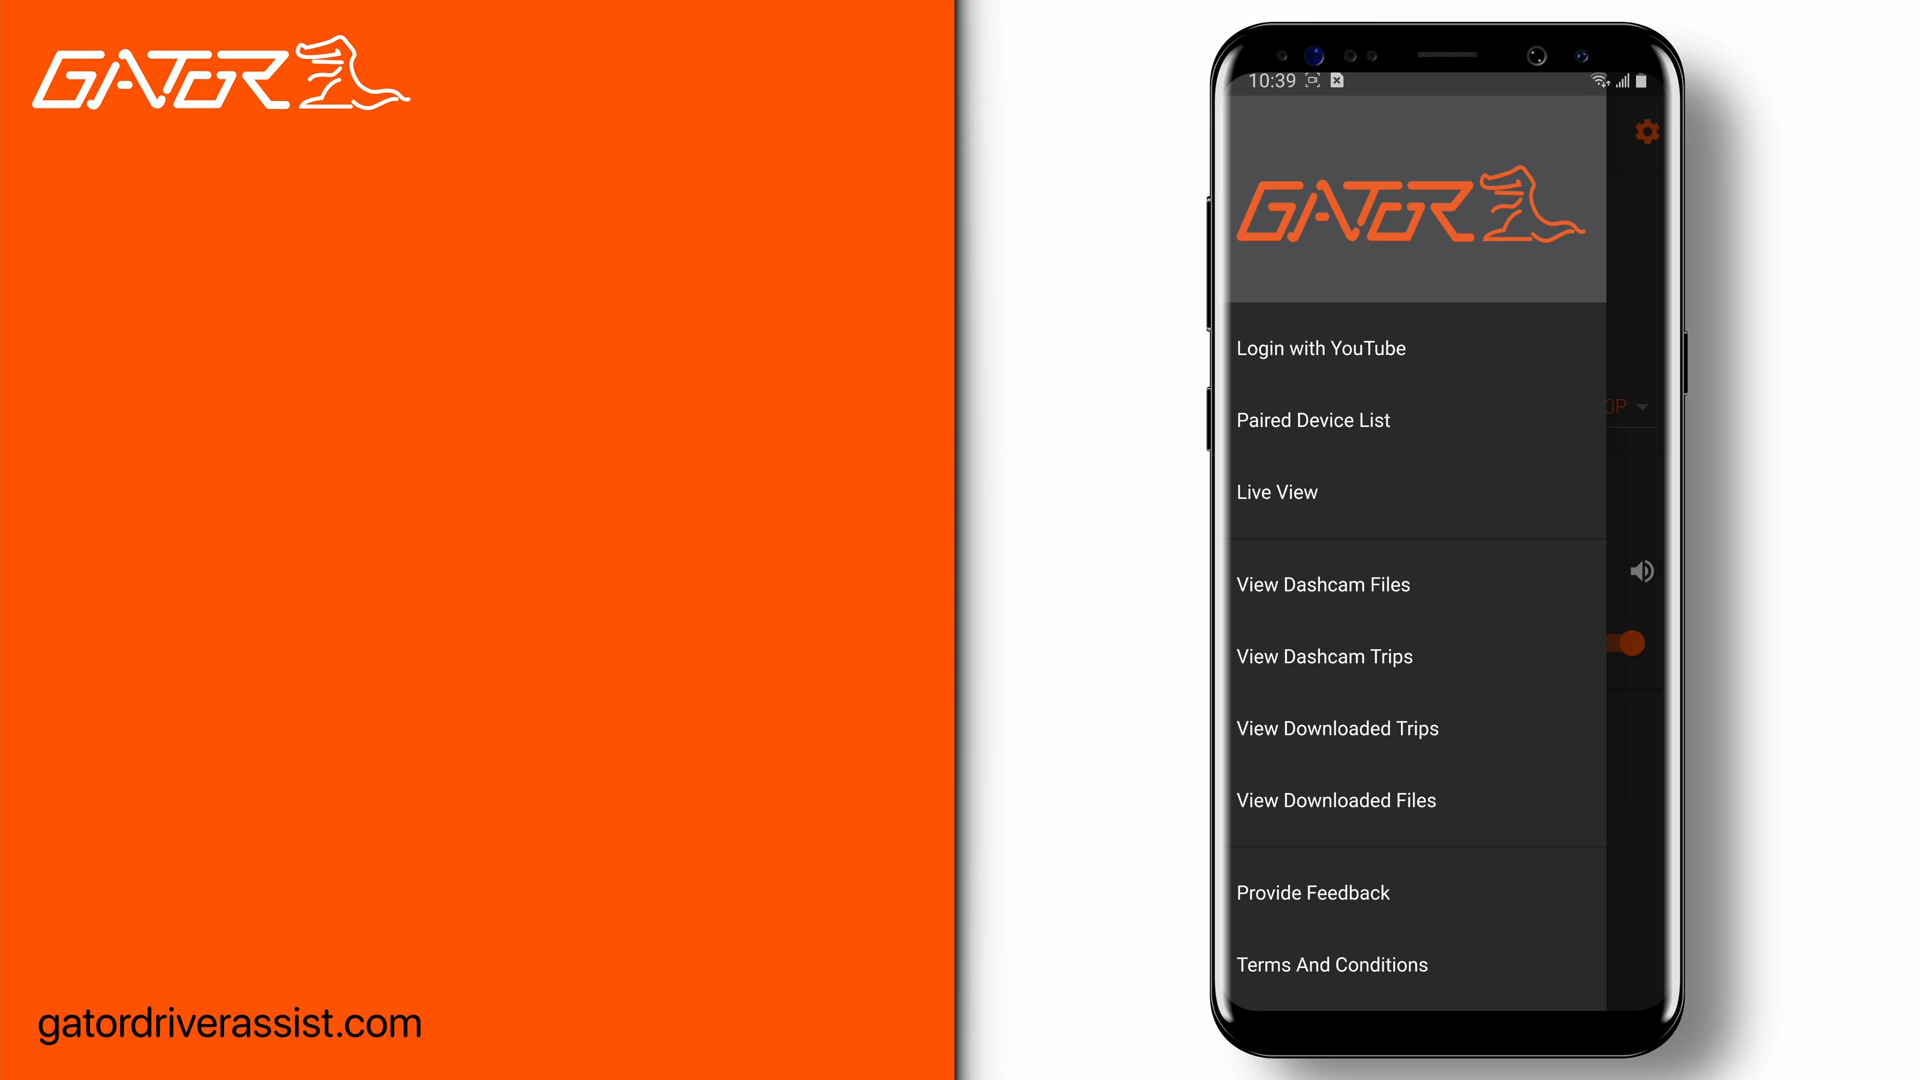 GATOR
gatordriverassist.com
10:39
GATOR
Login with YouTube
Paired Device List
0P
Live View
View Dashcam Files
View Dashcam Trips
View Downloaded Trips
View Downloaded Files
Provide Feedback
Terms And Conditions